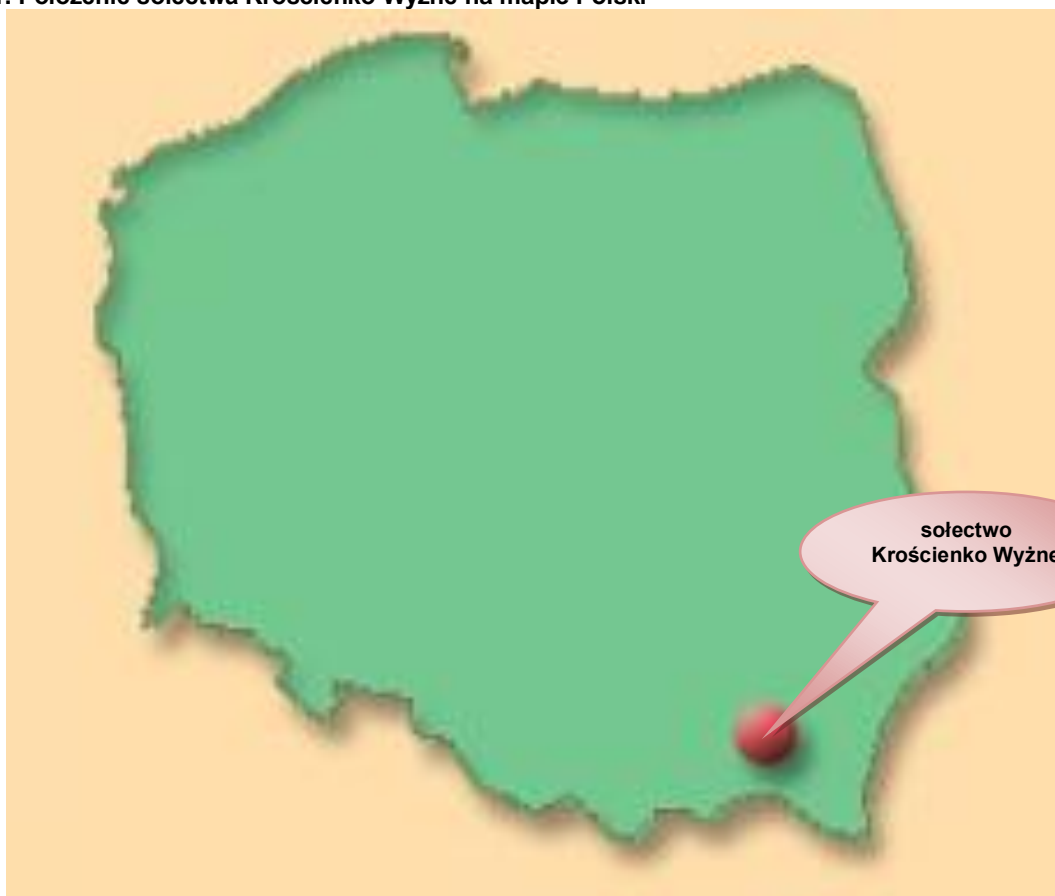 Położenie sołectwa Krościenko Wyżne na mapie Polski
sołectwo
Krościenko Wyżne